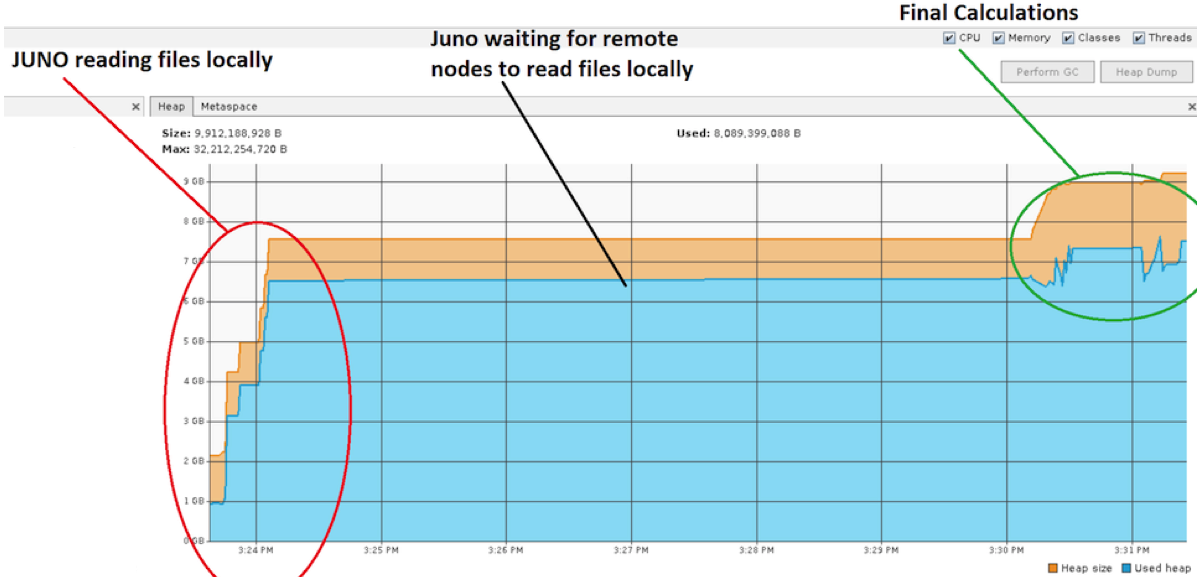 Final Calculations
Juno waiting for remote
nodes to read files locally
JUNO reading files locally
CPU Memory Classes Threads
Perform GC Heap Dump
× Heap Metaspace ×
Size: 9,912,188,928 B Used: 8,089,399,088 B
Max: 32,212,254,720 B
9 GB
8 GB
7 GB
6 GB
5 GB
4 GB
3 GB
2 GB
1 GB
0 GB
3:24 PM 3:25 PM 3:26 PM 3:27 PM 3:28 PM 3:29 PM 3:30 PM 3:31 PM
Heap size Used heap